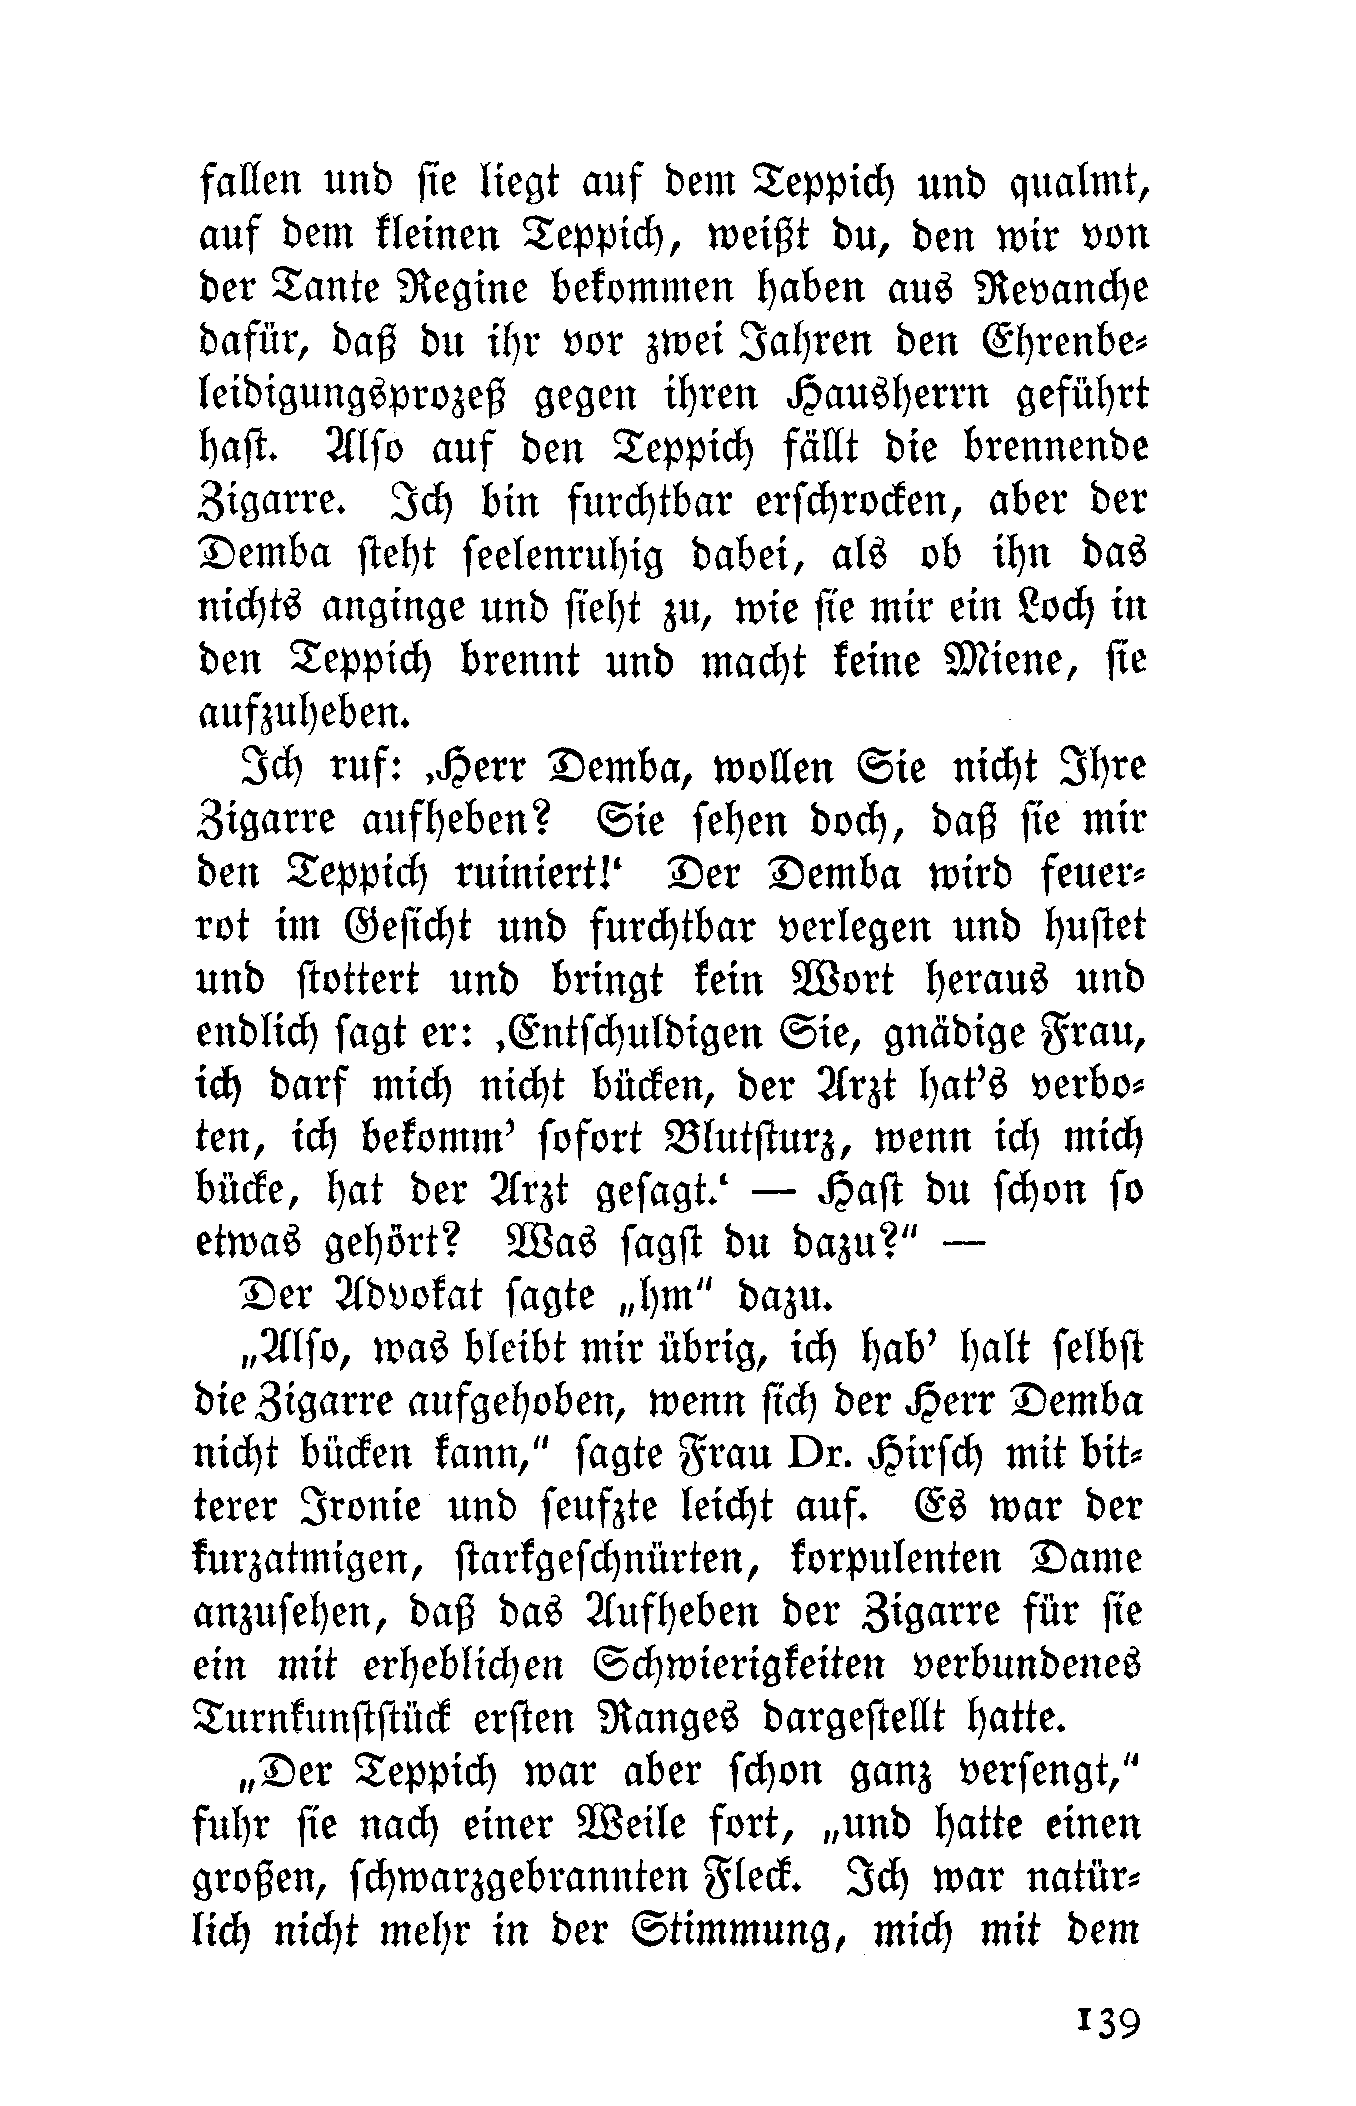 fallen und sie liegt auf dem Teppich und qualmt,
auf dem kleinen Teppich, weißt du, den wir von
der Tante Regine bekommen haben aus Revanche
dafür, daß du ihr vor zwei Jahren den Ehrenbe⸗
leidigungsprozeß gegen ihren Hausherrn geführt
hast. Also auf den Teppich fällt die brennende
Zigarre. Ich bin furchtbar erschrocken, aber der
Demba steht seelenruhig dabei, als ob ihn das
nichts anginge und sieht zu, wie sie mir ein Loch in
den Teppich brennt und macht keine Miene, sie
aufzuheben.
Ich ruf: ‚Herr Demba, wollen Sie nicht Ihre
Zigarre aufheben? Sie sehen doch, daß sie mir
den Teppich ruiniert!‘ Der Demba wird feuer⸗
rot im Gesicht und furchtbar verlegen und hustet
und stottert und bringt kein Wort heraus und
endlich sagt er: ‚Entschuldigen Sie, gnädige Frau,
ich darf mich nicht bücken, der Arzt hat’s verbo⸗
ten, ich bekomm’ sofort Blutsturz, wenn ich mich
bücke, hat der Arzt gesagt.‘ — Hast du schon so
etwas gehört? Was sagst du dazu?“ —
Der Advokat sagte „hm“ dazu.
„Also, was bleibt mir übrig, ich hab’ halt selbst
die Zigarre aufgehoben, wenn sich der Herr Demba
nicht bücken kann,“ sagte Frau Dr. Hirsch mit bit⸗
terer Ironie und seufzte leicht auf. Es war der
kurzatmigen, starkgeschnürten, korpulenten Dame
anzusehen, daß das Aufheben der Zigarre für sie
ein mit erheblichen Schwierigkeiten verbundenes
Turnkunststück ersten Ranges dargestellt hatte.
„Der Teppich war aber schon ganz versengt,“
fuhr sie nach einer Weile fort, „und hatte einen
großen, schwarzgebrannten Fleck. Ich war natür⸗
lich nicht mehr in der Stimmung, mich mit dem
139